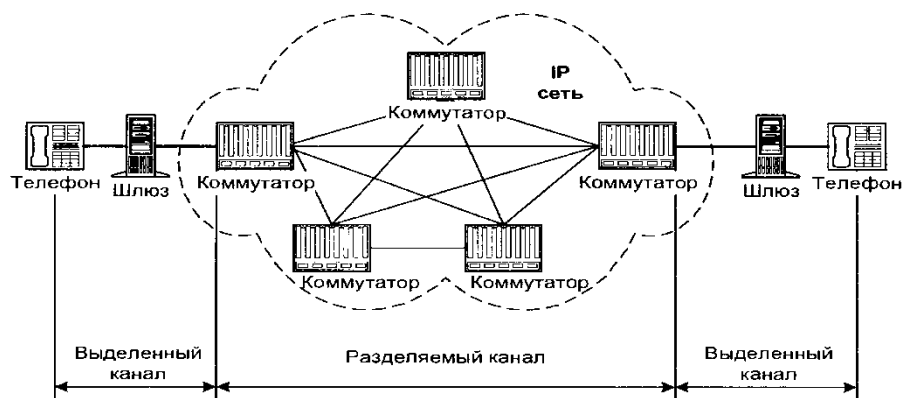 IP
сеть
Коммутатор
Телефон
Шлюз
Коммутатор
Коммутатор
Шлюз
Телефон
Коммутатор
Коммутатор
Выделенный
канал
Разделяемый канал
Выделенный
канал